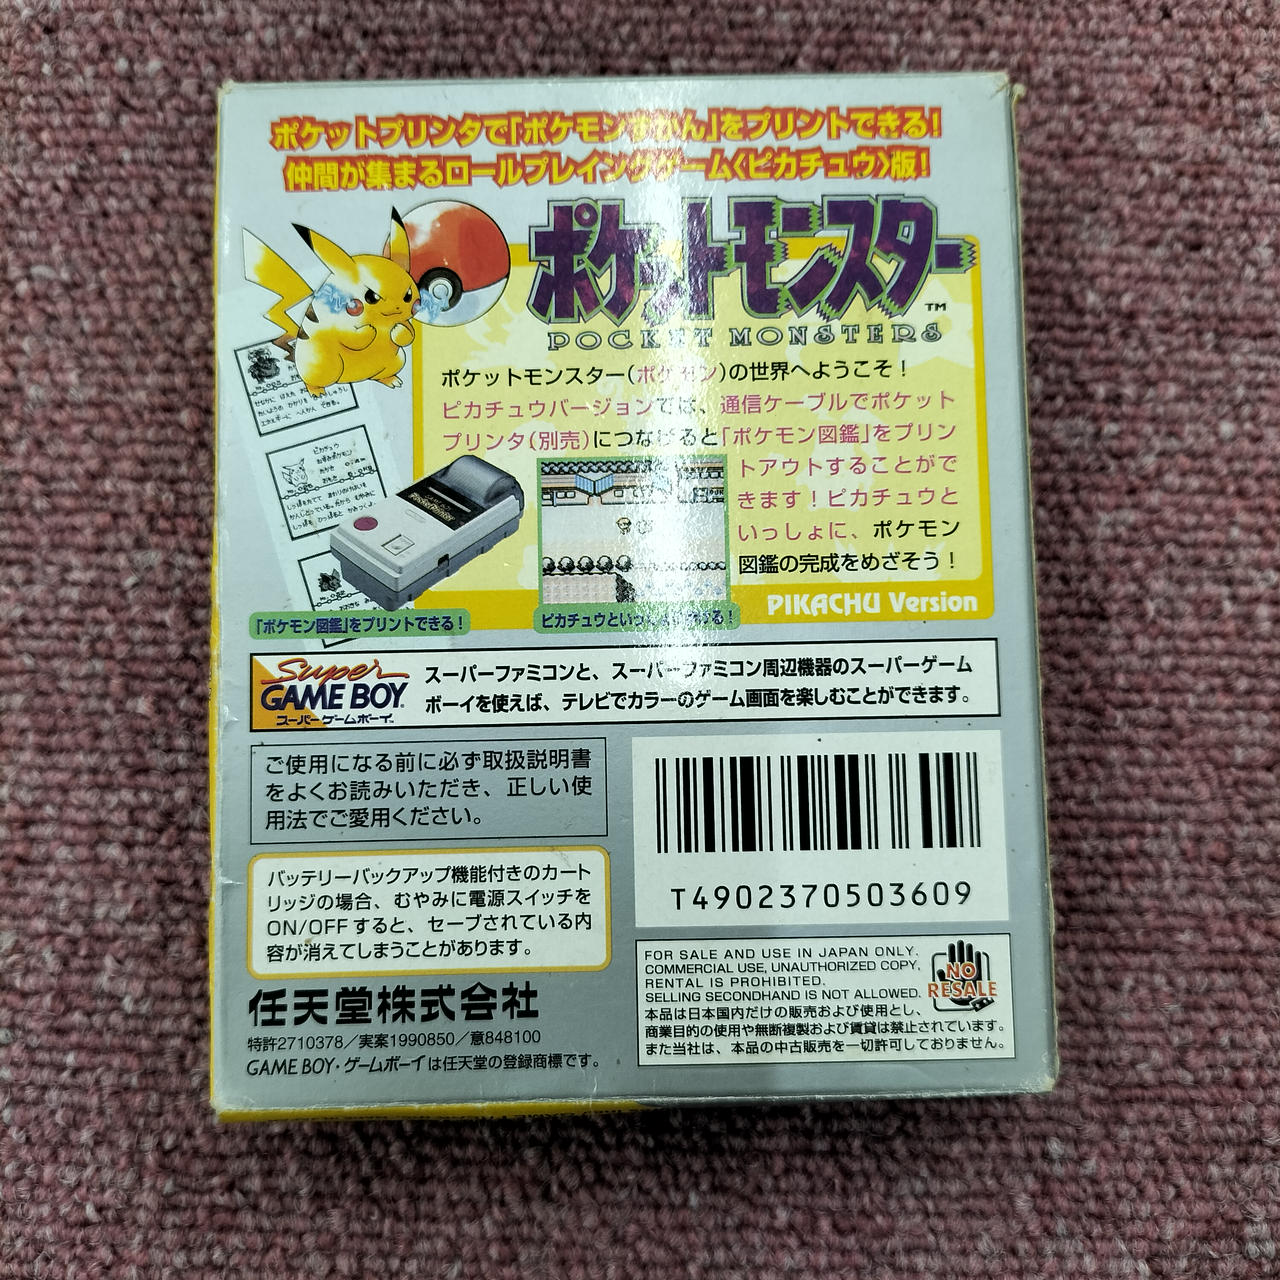 ポケットプリンタで「ポケモンずかん」をプリントできる!
仲間が集まるロールプレイングゲーム〈ピカチュウ〉版!
ポケットモンスター
TM
POCKET MONSTERS
ポケットモンスター(ポケモン)の世界へようこそ!
ピカチュウバージョンでは、通信ケーブルでポケット
プリンタ(別売)につなげると「ポケモン図鑑」をプリン
トアウトすることがで
きます!ピカチュウと
いっしょに、ポケモン
図鑑の完成をめざそう!
PIKACHU Version
ピカチュウ
「ポケモン図鑑」をプリントできる!
ピカチュウといっ
Super
GAME BOY
スーパーゲームボーイ
スーパーファミコンと、スーパーファミコン周辺機器のスーパーゲーム
ボーイを使えば、テレビでカラーのゲーム画面を楽しむことができます。
ご使用になる前に必ず取扱説明書
をよくお読みいただき、正しい使
用法でご愛用ください。
バッテリーバックアップ機能付きのカート
リッジの場合、むやみに電源スイッチを
ON/OFFすると、セーブされている内
容が消えてしまうことがあります。
T4902370503609
任天堂株式会社
特許2710378/実案1990850/意848100
GAME BOY・ゲームボーイは任天堂の登録商標です。
FOR SALE AND USE IN JAPAN ONLY.
COMMERCIAL USE, UNAUTHORIZED COPY,
RENTAL IS PROHIBITED.
SELLING SECONDHAND IS NOT ALLOWED.
NO
RESALE
本品は日本国内だけの販売および使用とし、
商業目的の使用や無断複製および賃貸は禁止されています。
また当社は、本品の中古販売を一切許可しておりません。